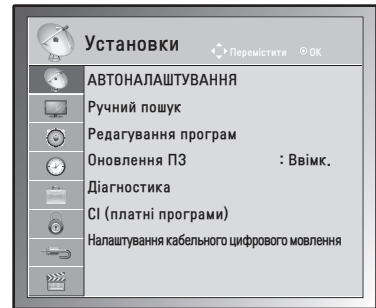 Установки
Перемістити OK
АВТОНАЛАШТУВАННЯ
Ручний пошук
Редагування програм
Оновлення ПЗ : Ввімк.
Діагностика
CI (платні програми)
Налаштування кабельного цифрового мовлення